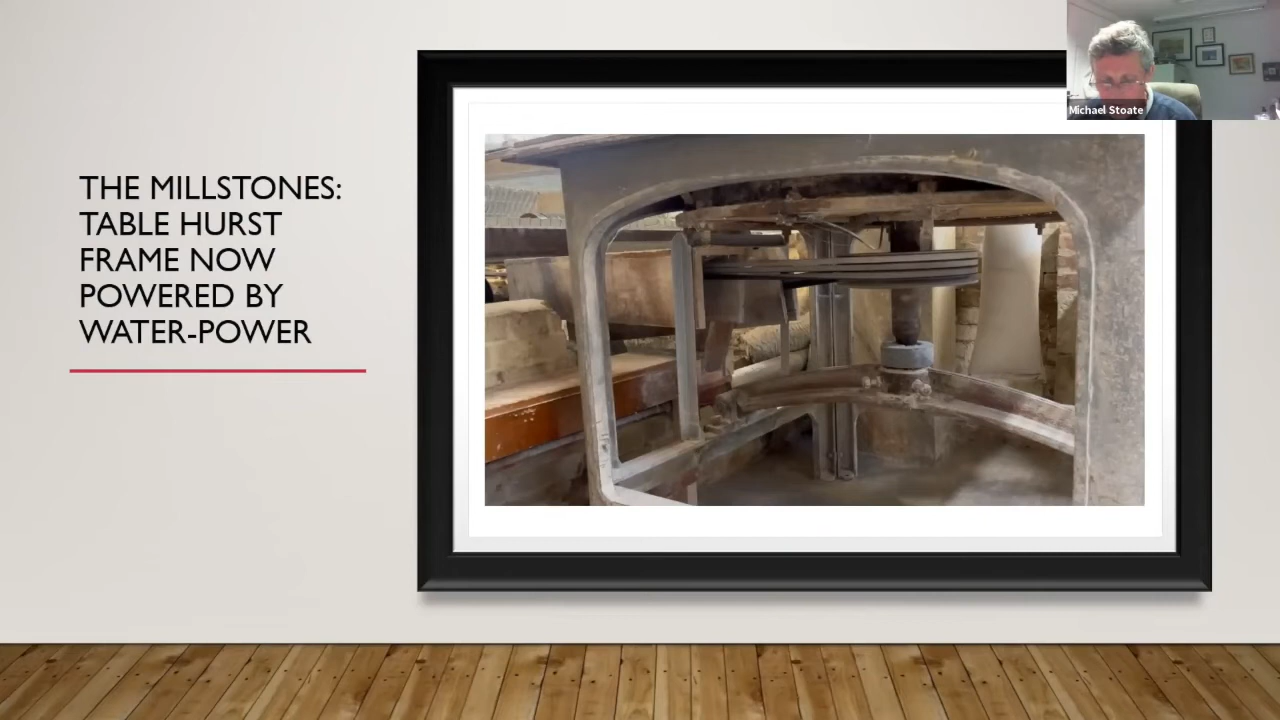 THE MILLSTONES:
TABLE HURST
FRAME NOW
POWERED BY
WATER-POWER
Michael Stoate